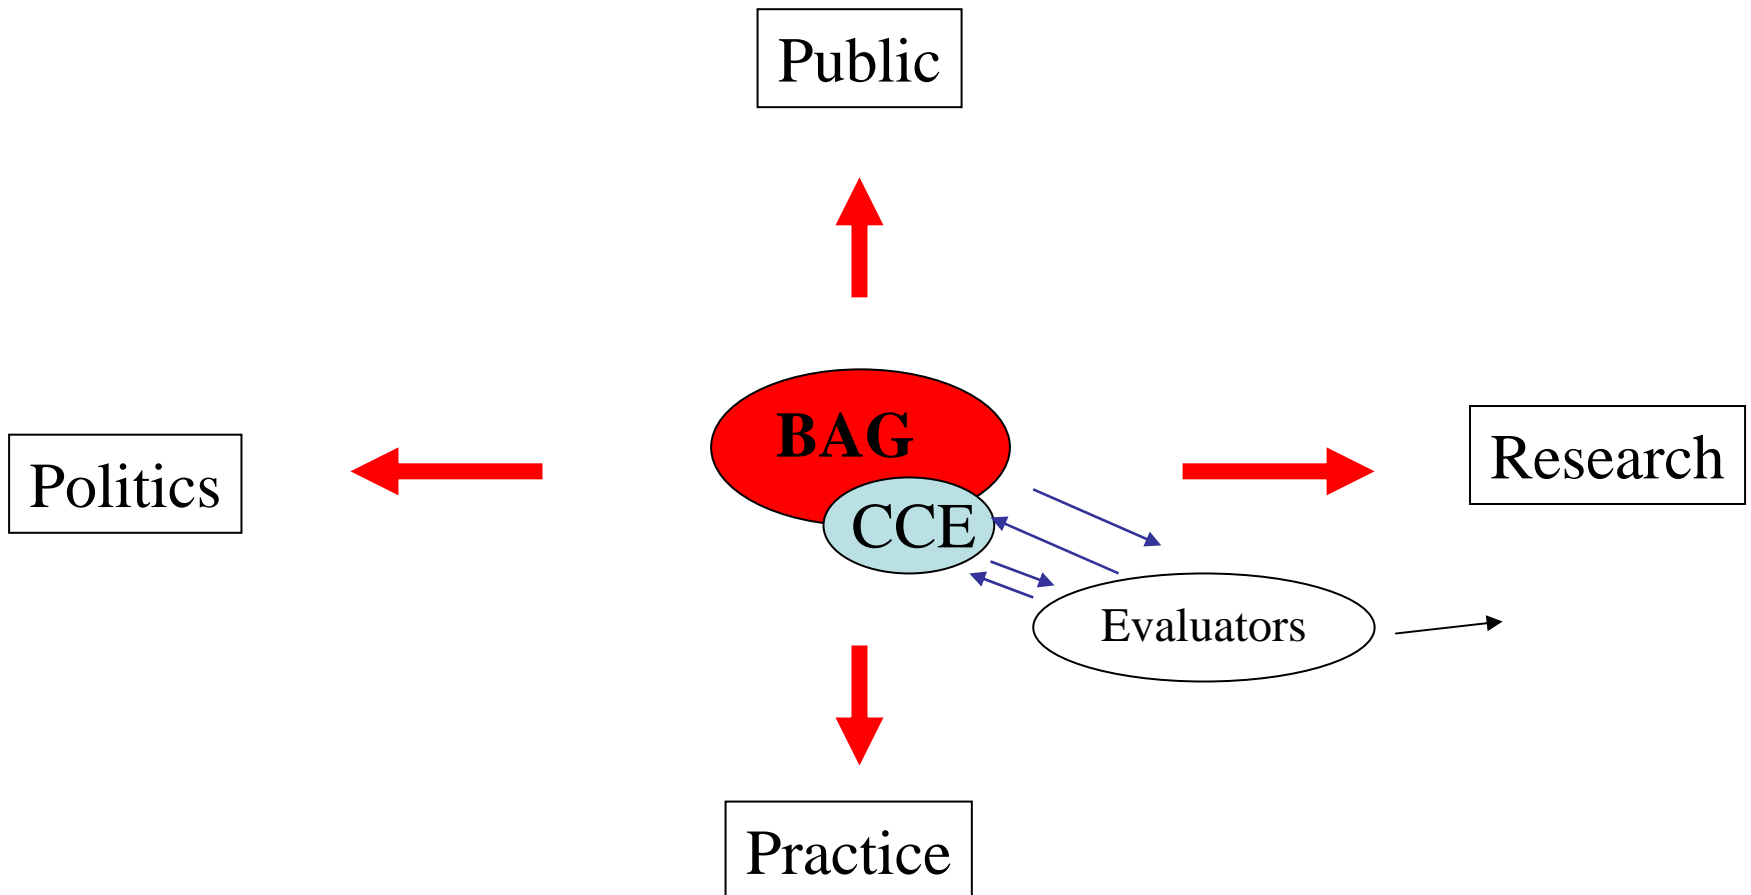 Public
BAG
Research
Politics
CCE
Evaluators
Practice